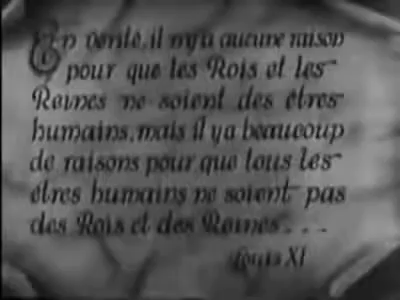 En verité, il n'y a aucune raison
pour que les Rois et les
Reines ne soient des êtres
humains, mais il y a beaucoup
de raisons pour que tous les
êtres humains ne soient pas
des Rois et des Reines...
Louis XI